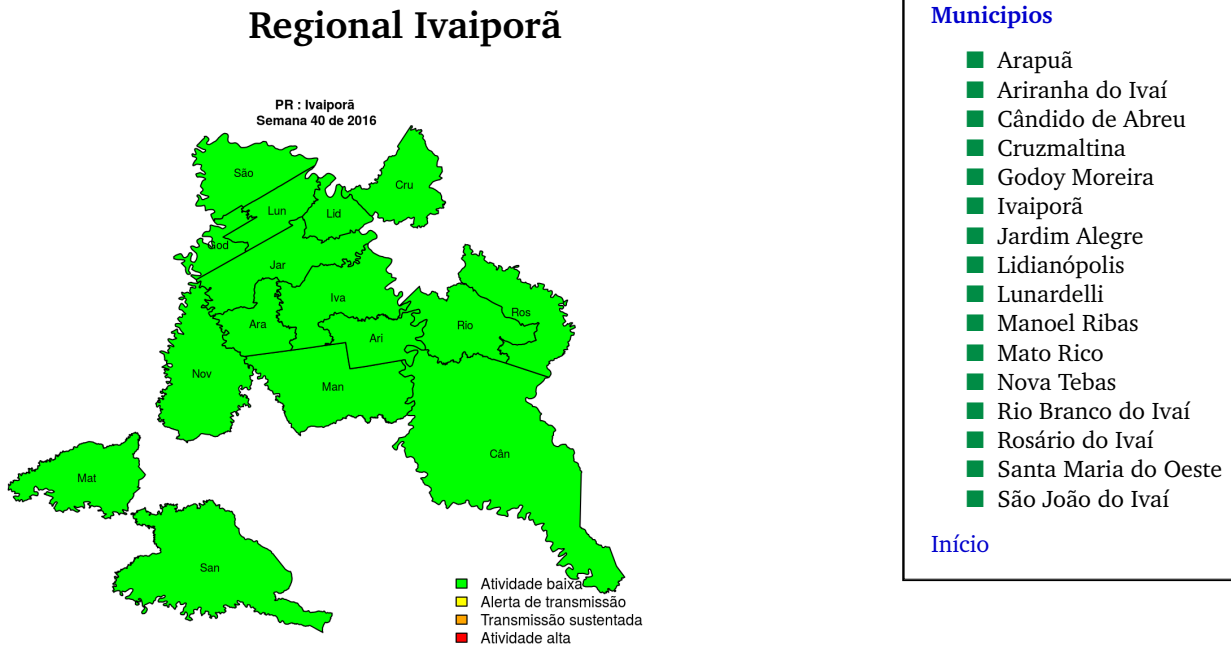 Regional Ivaiporã
PR : Ivaiporã
Semana 40 de 2016
São
Cru
Lun
Lid
God
Jar
Iva
Ros
Ara
Rio
Ari
Nov
Man
Cân
Mat
San
Atividade baixa
Alerta de transmissão
Transmissão sustentada
Atividade alta
Municipios
Arapuã
Ariranha do Ivaí
Cândido de Abreu
Cruzmaltina
Godoy Moreira
Ivaiporã
Jardim Alegre
Lidianópolis
Lunardelli
Manoel Ribas
Mato Rico
Nova Tebas
Rio Branco do Ivaí
Rosário do Ivaí
Santa Maria do Oeste
São João do Ivaí
Início